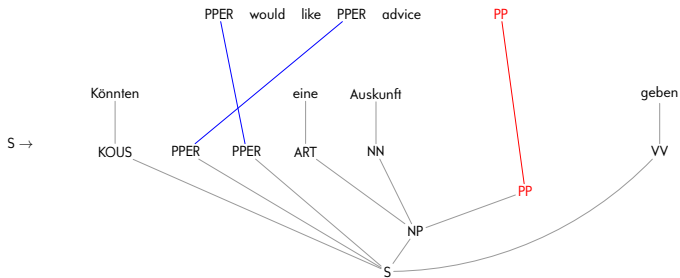 PPER would like PPER advice PP
Könnten eine Auskunft geben
S → KOUS PPER PPER ART NN VV
PP
NP
S